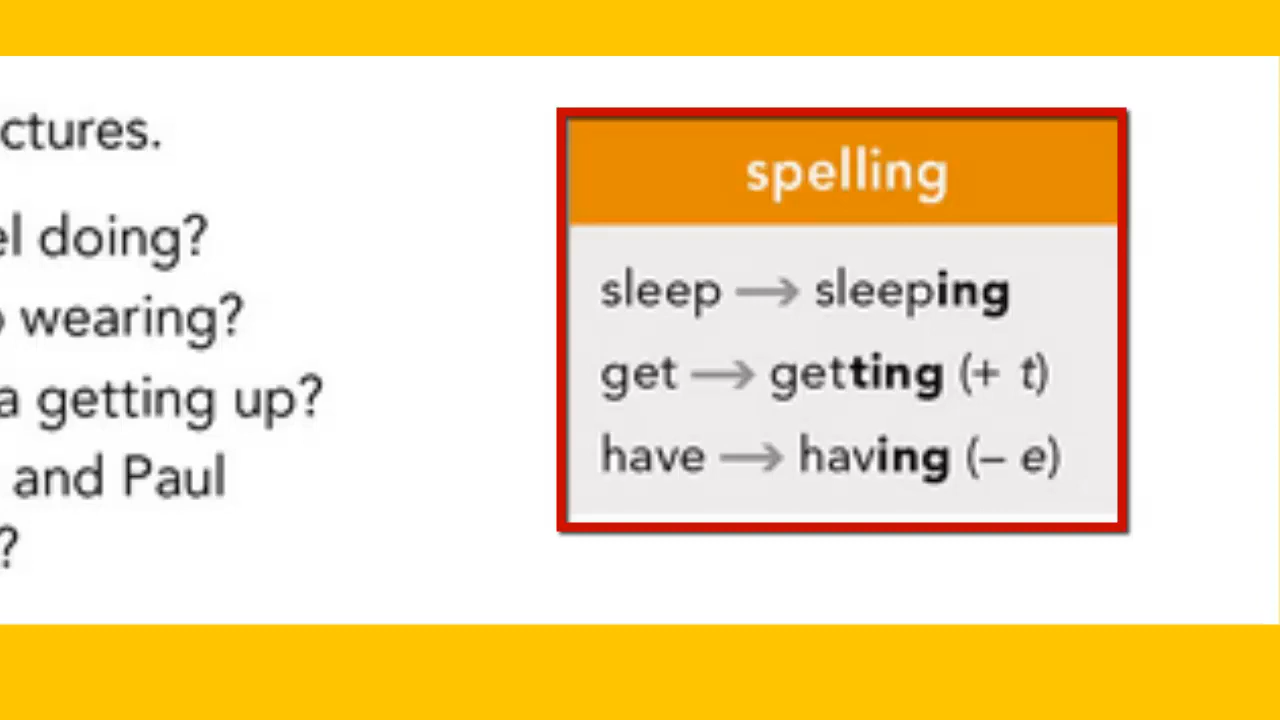 ctures.
el doing?
wearing?
a getting up?
and Paul
?
spelling
sleep → sleeping
get → getting (+ t)
have → having (– e)